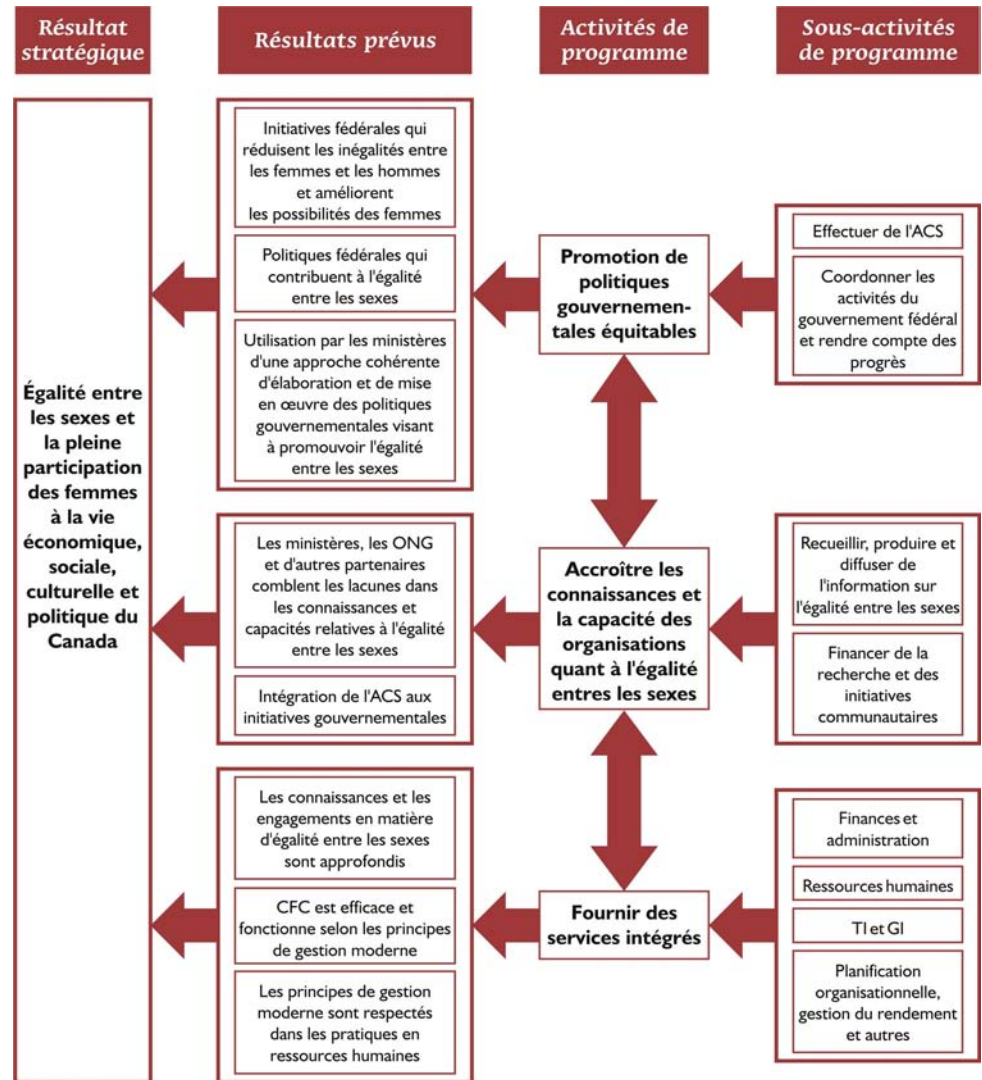 Résultat
stratégique
Résultats prévus
Activités de
programme
Sous-activités
de programme
Égalité entre
les sexes et
la pleine
participation
des femmes
à la vie
économique,
sociale,
culturelle et
politique du
Canada
Initiatives fédérales qui
réduisent les inégalités entre
les femmes et les hommes
et améliorent
les possibilités des femmes
Politiques fédérales qui
contribuent à l'égalité
entre les sexes
Utilisation par les ministères
d'une approche cohérente
d'élaboration et de mise
en œuvre des politiques
gouvernementales visant
à promouvoir l'égalité
entre les sexes
Promotion de
politiques
gouvernemen-
tales équitables
Effectuer de l'ACS
Coordonner les
activités du
gouvernement fédéral
et rendre compte des
progrès
Les ministères, les ONG
et d'autres partenaires
comblent les lacunes dans
les connaissances et
capacités relatives à l'égalité
entre les sexes
Intégration de l'ACS aux
initiatives gouvernementales
Accroître les
connaissances et
la capacité des
organisations
quant à l'égalité
entres les sexes
Recueillir, produire et
diffuser de
l'information sur
l'égalité entre les sexes
Financer de la
recherche et des
initiatives
communautaires
Les connaissances et les
engagements en matière
d'égalité entre les sexes
sont approfondis
CFC est efficace et
fonctionne selon les principes
de gestion moderne
Les principes de gestion
moderne sont respectés
dans les pratiques en
ressources humaines
Fournir des
services intégrés
Finances et
administration
Ressources humaines
TI et GI
Planification
organisationnelle,
gestion du rendement
et autres